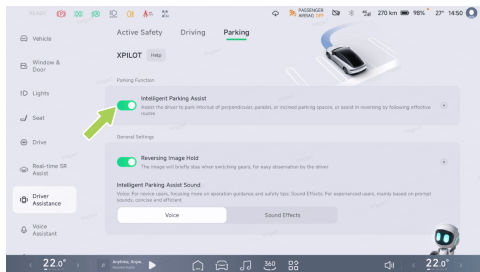 READY
PASSENGER
AIRBAG OFF
270 km
98%
27°
14:50
Active Safety
Driving
Parking
Vehicle
XPILOT
Help
Window &
Door
Parking Function
Lights
Intelligent Parking Assist
Assist the driver to park into/out of perpendicular, parallel, or inclined parking spaces, or assist in reversing by following effective
routes.
Seat
General Settings
Drive
Reversing Image Hold
The image will briefly stay when switching gears, for easy observation by the driver
Real-time SR
Assist
Intelligent Parking Assist Sound
Voice: For novice users, focusing more on operation guidance and safety tips. Sound Effects: For experienced users, mainly based on prompt
sounds, concise and efficient
Driver
Assistance
Voice
Sound Effects
Voice
Assistant
22.0°
360
22.0°